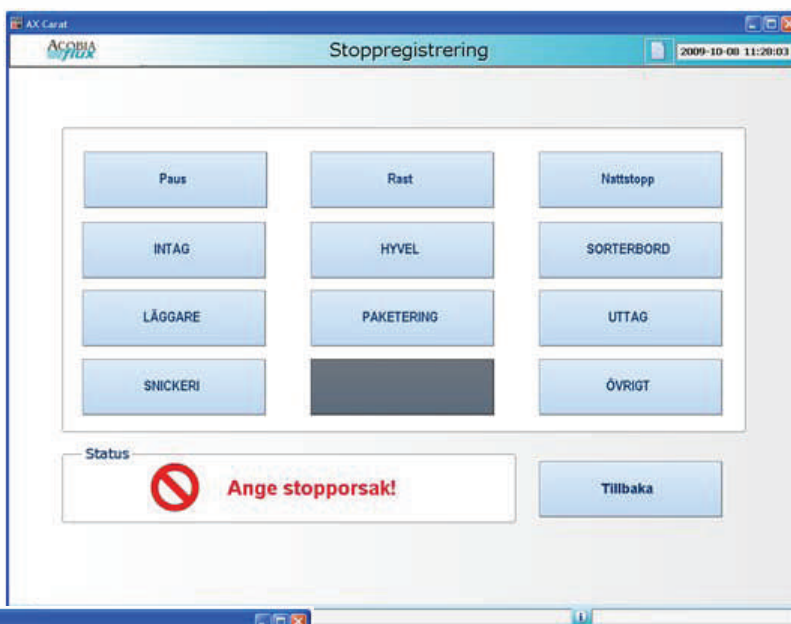 AX Carat
ACOBIA flux
Stoppregistrering
2009-10-08 11:20:03
Paus
Rast
Nattstopp
INTAG
HYVEL
SORTERBORD
LÄGGARE
PAKETERING
UTTAG
SNICKERI
ÖVRIGT
Status
Ange stopporsak!
Tillbaka